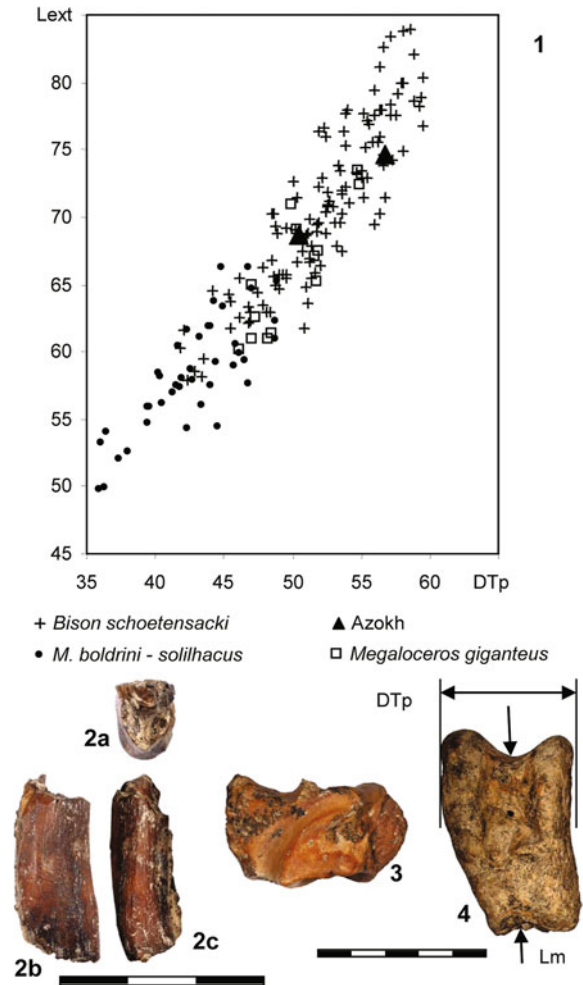 Lext
1
80
75
70
65
60
55
50
45
35 40 45 50 55 DTp 60
+ Bison schoetensacki ▲ Azokh
● M. boldrini - solilhacus □ Megaloceros giganteus
2a
DTp
2b
2c
3
4
Lm